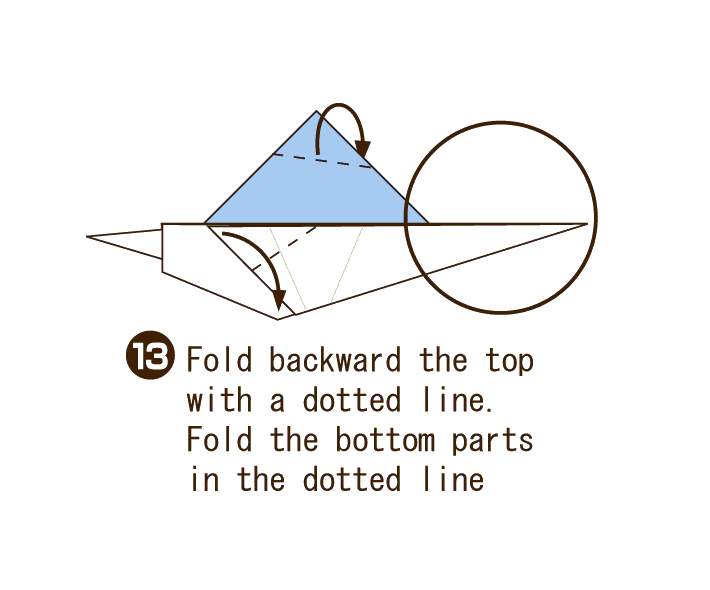 13 Fold backward the top
with a dotted line.
Fold the bottom parts
in the dotted line